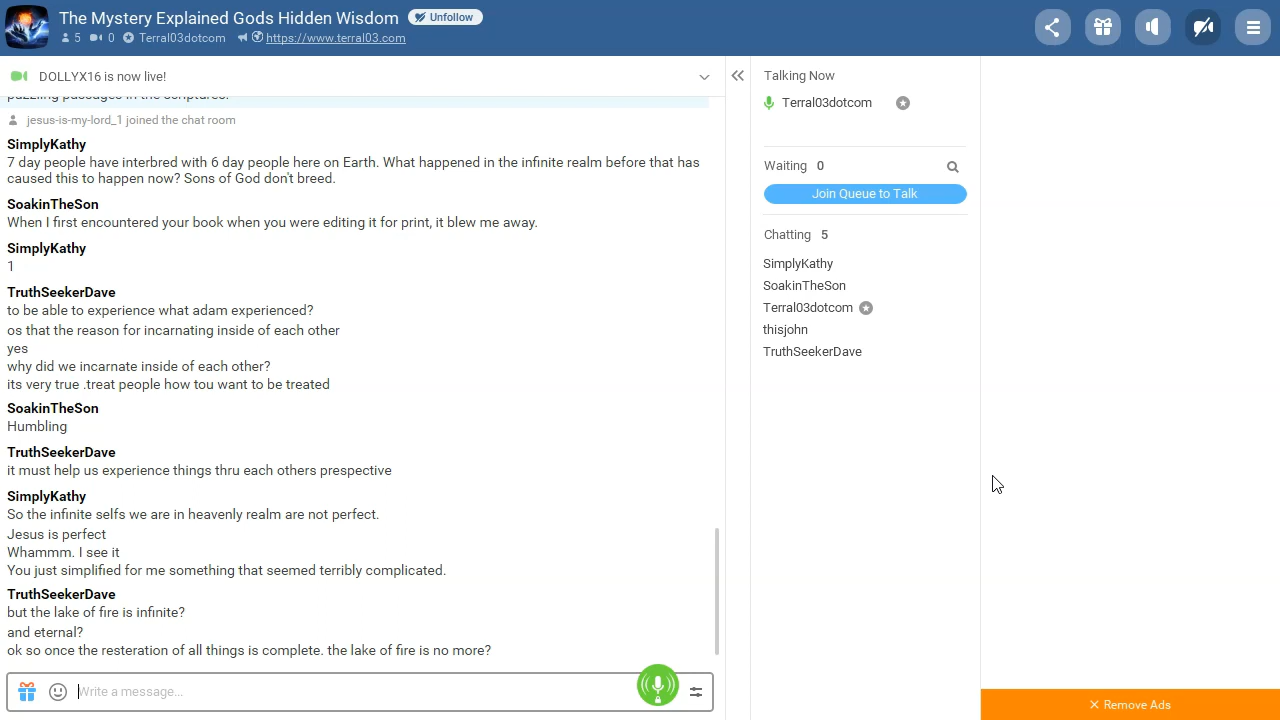 The Mystery Explained Gods Hidden Wisdom
Unfollow
5 0 Terral03dotcom https://www.terral03.com
DOLLYX16 is now live!
puzzling passages in the scriptures.
jesus-is-my-lord_1 joined the chat room
SimplyKathy
7 day people have interbred with 6 day people here on Earth. What happened in the infinite realm before that has
caused this to happen now? Sons of God don't breed.
SoakinTheSon
When I first encountered your book when you were editing it for print, it blew me away.
SimplyKathy
1
TruthSeekerDave
to be able to experience what adam experienced?
os that the reason for incarnating inside of each other
yes
why did we incarnate inside of each other?
its very true .treat people how tou want to be treated
SoakinTheSon
Humbling
TruthSeekerDave
it must help us experience things thru each others prespective
SimplyKathy
So the infinite selfs we are in heavenly realm are not perfect.
Jesus is perfect
Whammm. I see it
You just simplified for me something that seemed terribly complicated.
TruthSeekerDave
but the lake of fire is infinite?
and eternal?
ok so once the resteration of all things is complete. the lake of fire is no more?
Write a message...
Talking Now
Terral03dotcom
Waiting 0
Join Queue to Talk
Chatting 5
SimplyKathy
SoakinTheSon
Terral03dotcom
thisjohn
TruthSeekerDave
Remove Ads